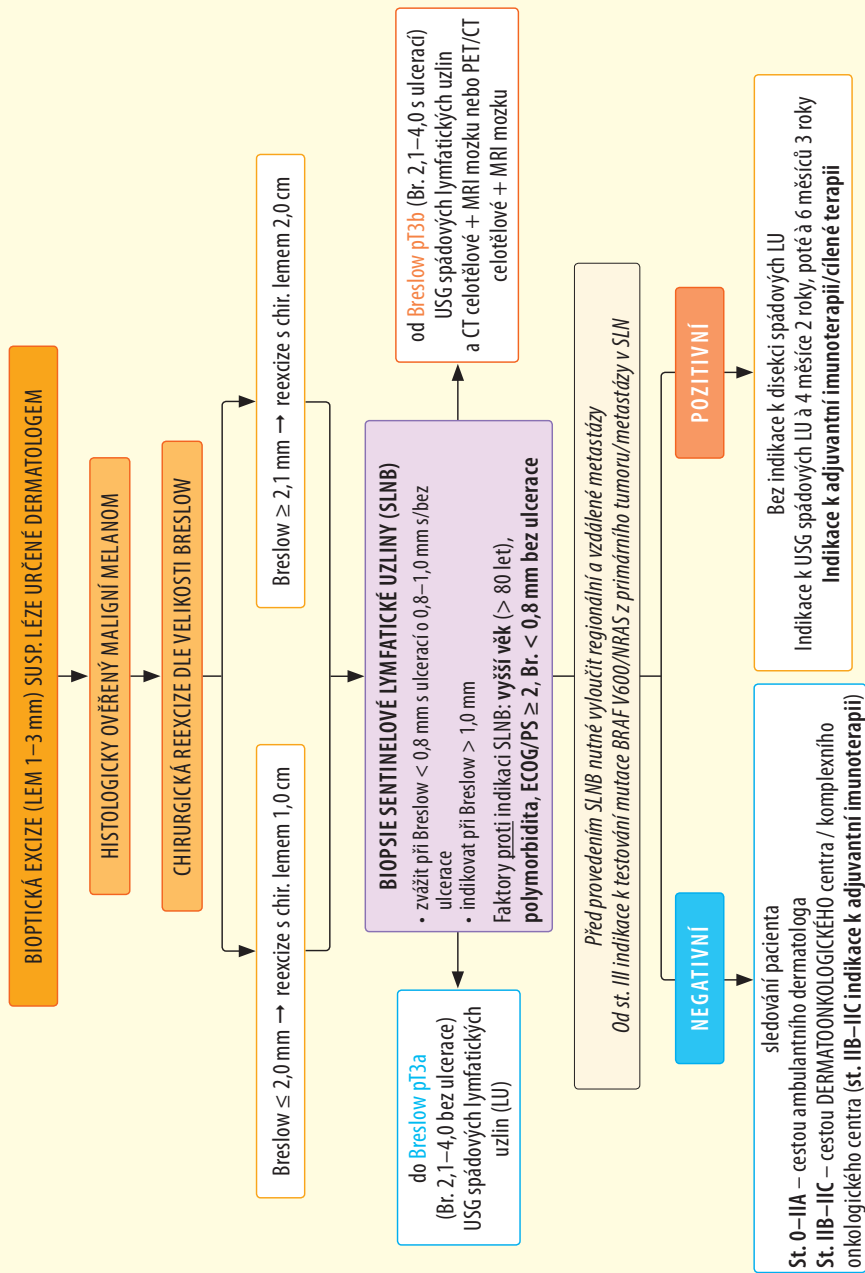 BIOPTICKÁ EXCIZE (LEM 1–3 mm) SUSP. LÉZE URČENÉ DERMATOLOGEM
HISTOLOGICKY OVĚŘENÝ MALIGNÍ MELANOM
CHIRURGICKÁ REEXCIZE DLE VELIKOSTI BRESLOW
Breslow ≤ 2,0 mm → reexcize s chir. lemem 1,0 cm
Breslow ≥ 2,1 mm → reexcize s chir. lemem 2,0 cm
do Breslow pT3a
(Br. 2,1–4,0 bez ulcerace)
USG spádových lymfatických
uzlin (LU)
BIOPSIE SENTINELOVÉ LYMFATICKÉ UZLINY (SLNB)
• zvážit při Breslow < 0,8 mm s ulcerací o 0,8–1,0 mm s/bez
ulcerace
• indikovat při Breslow > 1,0 mm
Faktory proti indikaci SLNB: vyšší věk (> 80 let),
polymorbidita, ECOG/PS ≥ 2, Br. < 0,8 mm bez ulcerace
od Breslow pT3b (Br. 2,1–4,0 s ulcerací)
USG spádových lymfatických uzlin
a CT celotělové + MRI mozku nebo PET/CT
celotělové + MRI mozku
Před provedením SLNB nutné vyloučit regionální a vzdálené metastázy
Od st. III indikace k testování mutace BRAF V600/NRAS z primárního tumoru/metastázy v SLN
NEGATIVNÍ
POZITIVNÍ
sledování pacienta
St. 0–IIA – cestou ambulantního dermatologa
St. IIB–IIC – cestou DERMATOONKOLOGICKÉHO centra / komplexního
onkologického centra (st. IIB–IIC indikace k adjuvantní imunoterapii)
Bez indikace k disekci spádových LU
Indikace k USG spádových LU à 4 měsíce 2 roky, poté à 6 měsíců 3 roky
Indikace k adjuvantní imunoterapii/cílené terapii